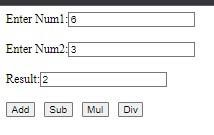 Enter Num1: 6
Enter Num2: 3
Result: 2
Add Sub Mul Div